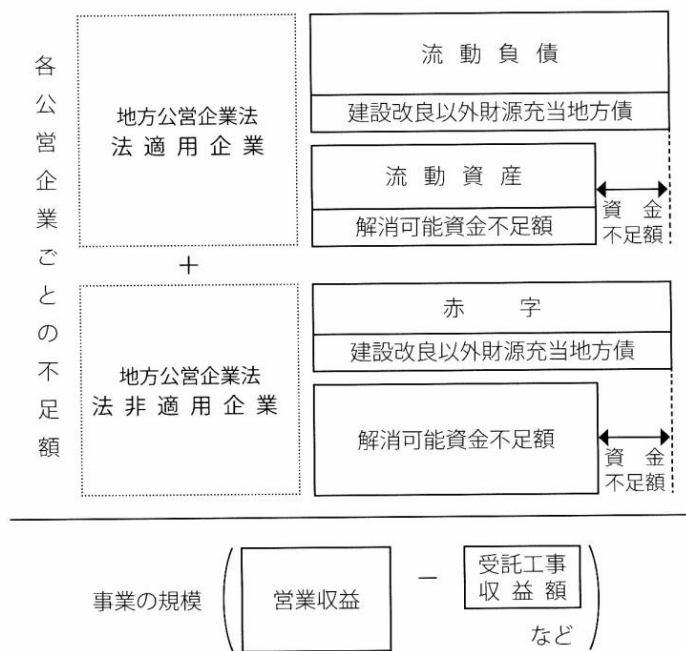 各公営企業ごとの不足額
地方公営企業法
法適用企業
流動負債
建設改良以外財源充当地方債
流動資産
解消可能資金不足額
資金
不足額
+
地方公営企業法
法非適用企業
赤字
建設改良以外財源充当地方債
解消可能資金不足額
資金
不足額
事業の規模
営業収益
−
受託工事
収益額
など